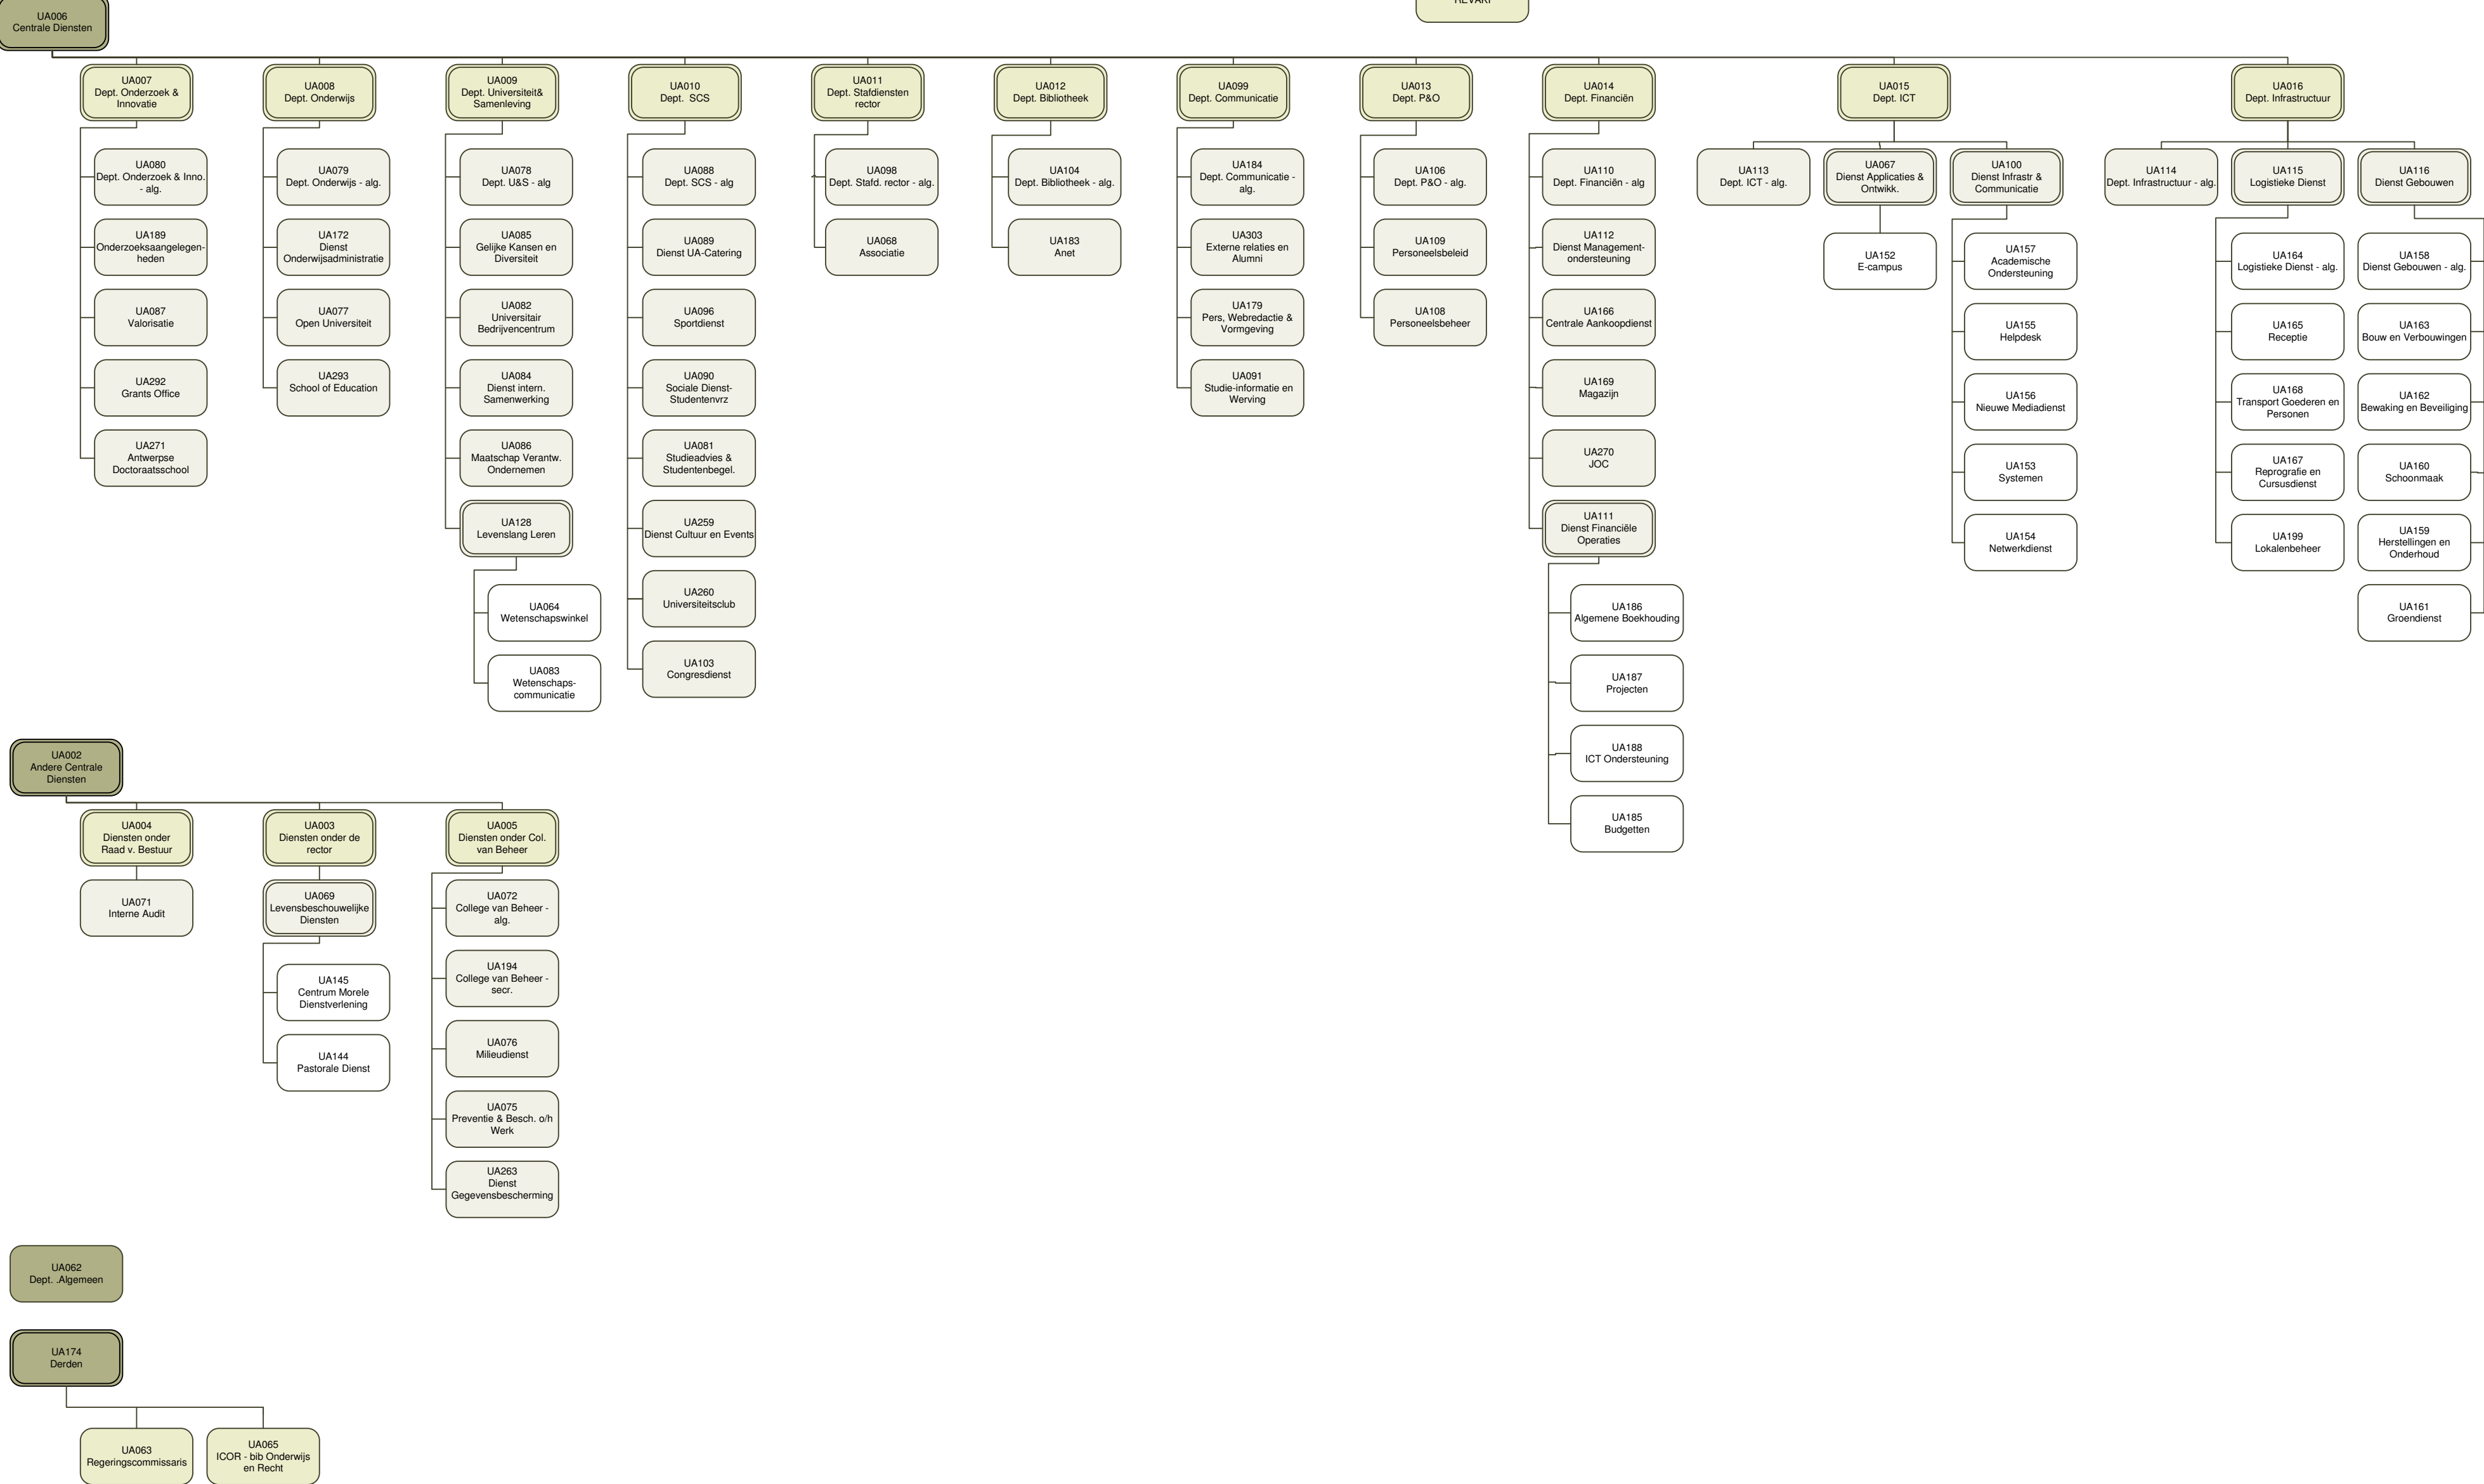 REVAKI
UA006
Centrale Diensten
UA007
Dept. Onderzoek &
Innovatie
UA008
Dept. Onderwijs
UA009
Dept. Universiteit&
Samenleving
UA010
Dept.  SCS
UA011
Dept. Stafdiensten
rector
UA012
Dept. Bibliotheek
UA099
Dept. Communicatie
UA013
Dept. P&O
UA014
Dept. Financiën
UA015
Dept. ICT
UA016
Dept. Infrastructuur
UA080
Dept. Onderzoek & Inno.
- alg.
UA189
Onderzoeksaangelegen-
heden
UA087
Valorisatie
UA292
Grants Office
UA271
Antwerpse
Doctoraatsschool
UA079
Dept. Onderwijs - alg.
UA172
Dienst
Onderwijsadministratie
UA077
Open Universiteit
UA293
School of Education
UA078
Dept. U&S - alg
UA085
Gelijke Kansen en
Diversiteit
UA082
Universitair
Bedrijvencentrum
UA084
Dienst intern.
Samenwerking
UA086
Maatschap Verantw.
Ondernemen
UA128
Levenslang Leren
UA064
Wetenschapswinkel
UA083
Wetenschaps-
communicatie
UA088
Dept. SCS - alg
UA089
Dienst UA-Catering
UA096
Sportdienst
UA090
Sociale Dienst-
Studentenvrz
UA081
Studieadvies &
Studentenbegel.
UA259
Dienst Cultuur en Events
UA260
Universiteitsclub
UA103
Congresdienst
UA098
Dept. Stafd. rector - alg.
UA068
Associatie
UA104
Dept. Bibliotheek - alg.
UA183
Anet
UA184
Dept. Communicatie -
alg.
UA303
Externe relaties en
Alumni
UA179
Pers, Webredactie &
Vormgeving
UA091
Studie-informatie en
Werving
UA106
Dept. P&O - alg.
UA109
Personeelsbeleid
UA108
Personeelsbeheer
UA110
Dept. Financiën - alg
UA112
Dienst Management-
ondersteuning
UA166
Centrale Aankoopdienst
UA169
Magazijn
UA270
JOC
UA111
Dienst Financiële
Operaties
UA186
Algemene Boekhouding
UA187
Projecten
UA188
ICT Ondersteuning
UA185
Budgetten
UA113
Dept. ICT - alg.
UA067
Dienst Applicaties &
Ontwikk.
UA152
E-campus
UA100
Dienst Infrastr &
Communicatie
UA157
Academische
Ondersteuning
UA155
Helpdesk
UA156
Nieuwe Mediadienst
UA153
Systemen
UA154
Netwerkdienst
UA114
Dept. Infrastructuur - alg.
UA115
Logistieke Dienst
UA164
Logistieke Dienst - alg.
UA165
Receptie
UA168
Transport Goederen en
Personen
UA167
Reprografie en
Cursusdienst
UA199
Lokalenbeheer
UA116
Dienst Gebouwen
UA158
Dienst Gebouwen - alg.
UA163
Bouw en Verbouwingen
UA162
Bewaking en Beveiliging
UA160
Schoonmaak
UA159
Herstellingen en
Onderhoud
UA161
Groendienst
UA002
Andere Centrale
Diensten
UA004
Diensten onder
Raad v. Bestuur
UA071
Interne Audit
UA003
Diensten onder de
rector
UA069
Levensbeschouwelijke
Diensten
UA145
Centrum Morele
Dienstverlening
UA144
Pastorale Dienst
UA005
Diensten onder Col.
van Beheer
UA072
College van Beheer -
alg.
UA194
College van Beheer -
secr.
UA076
Milieudienst
UA075
Preventie & Besch. o/h
Werk
UA263
Dienst
Gegevensbescherming
UA062
Dept. .Algemeen
UA174
Derden
UA063
Regeringscommissaris
UA065
ICOR - bib Onderwijs
en Recht